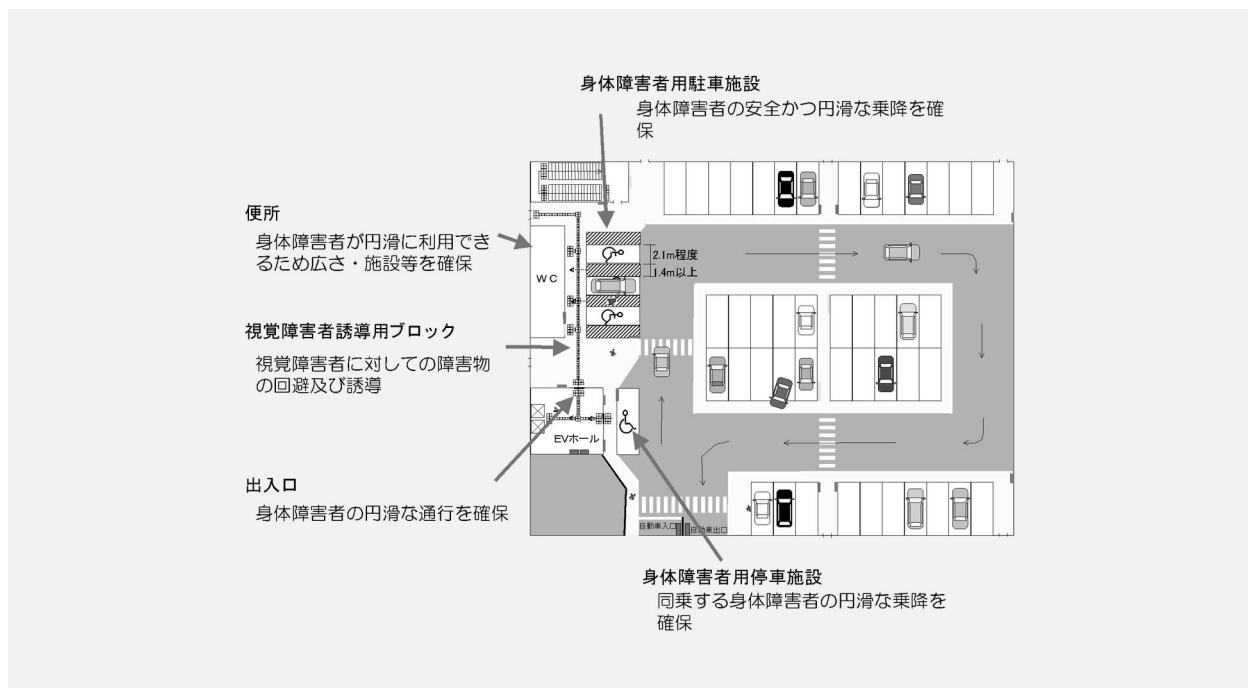 身体障害者用駐車施設
身体障害者の安全かつ円滑な乗降を確
保
便所
身体障害者が円滑に利用でき
るため広さ・施設等を確保
WC
2.1m程度
1.4m以上
視覚障害者誘導用ブロック
視覚障害者に対しての障害物
の回避及び誘導
EVホール
出入口
身体障害者の円滑な通行を確保
自動車入口
自動車出口
身体障害者用停車施設
同乗する身体障害者の円滑な乗降を
確保